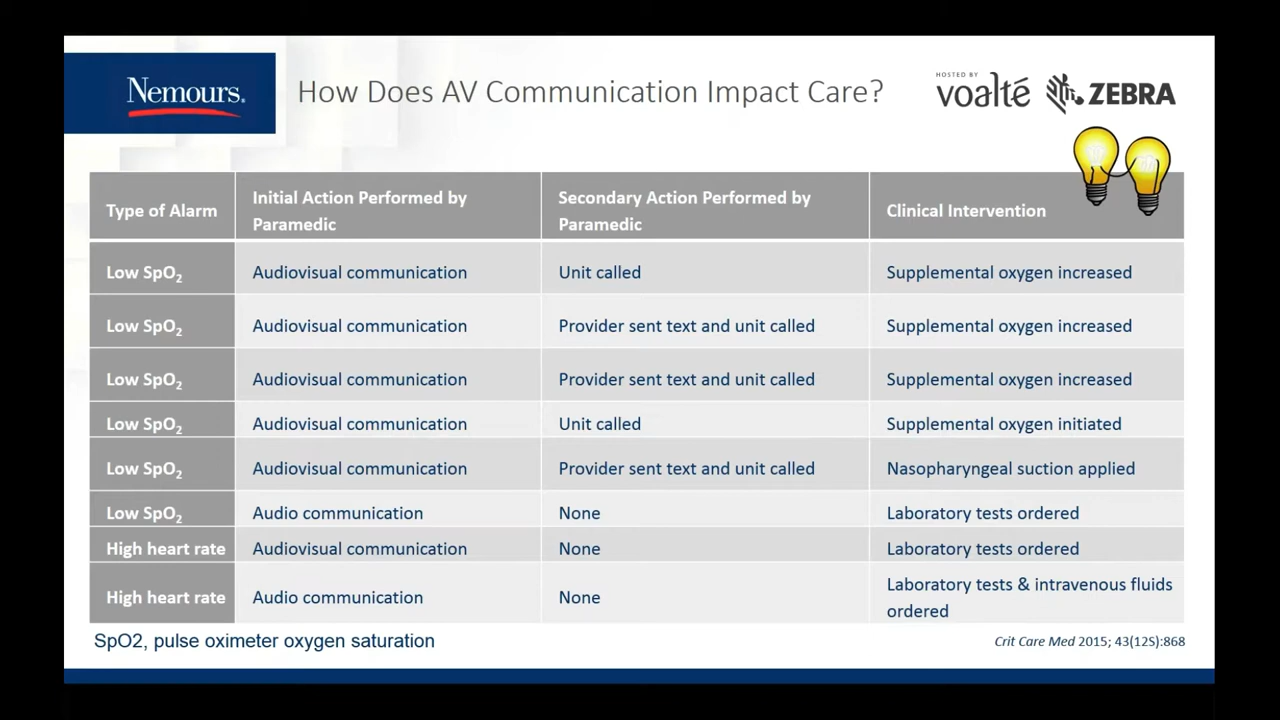 Nemours.
How Does AV Communication Impact Care?
HOSTED BY
voalté
ZEBRA
Type of Alarm
Initial Action Performed by
Paramedic
Secondary Action Performed by
Paramedic
Clinical Intervention
Low SpO₂
Audiovisual communication
Unit called
Supplemental oxygen increased
Low SpO₂
Audiovisual communication
Provider sent text and unit called
Supplemental oxygen increased
Low SpO₂
Audiovisual communication
Provider sent text and unit called
Supplemental oxygen increased
Low SpO₂
Audiovisual communication
Unit called
Supplemental oxygen initiated
Low SpO₂
Audiovisual communication
Provider sent text and unit called
Nasopharyngeal suction applied
Low SpO₂
Audio communication
None
Laboratory tests ordered
High heart rate
Audiovisual communication
None
Laboratory tests ordered
High heart rate
Audio communication
None
Laboratory tests & intravenous fluids
ordered
SpO2, pulse oximeter oxygen saturation
Crit Care Med 2015; 43(12S):868